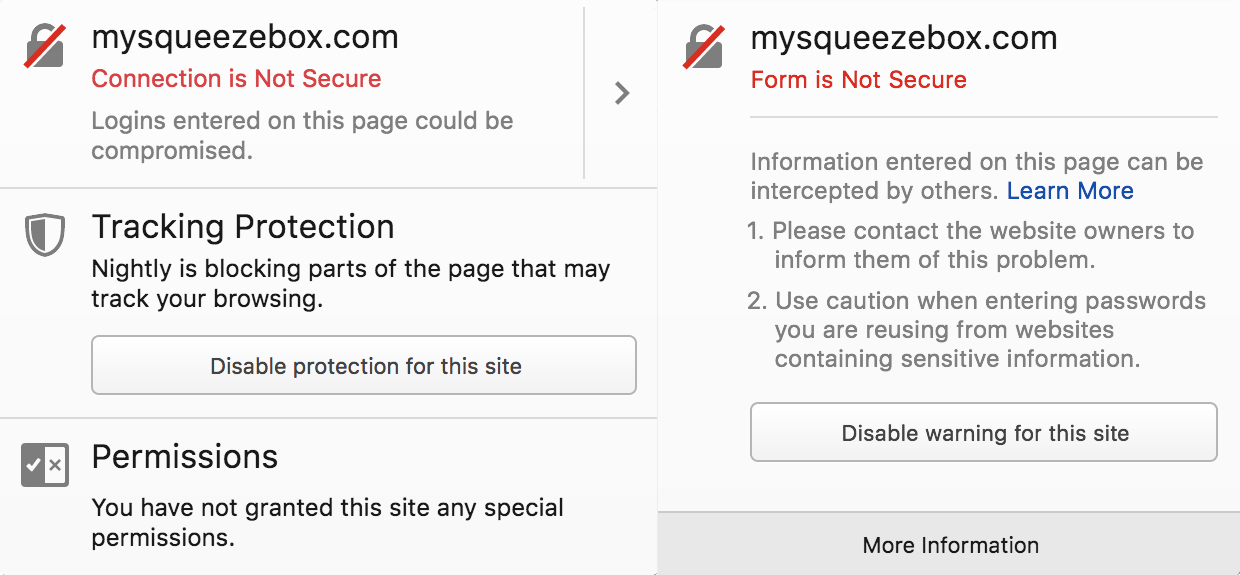 mysqueezebox.com
Connection is Not Secure
Logins entered on this page could be
compromised.
Tracking Protection
Nightly is blocking parts of the page that may
track your browsing.
Disable protection for this site
Permissions
You have not granted this site any special
permissions.
mysqueezebox.com
Form is Not Secure
Information entered on this page can be
intercepted by others. Learn More
1. Please contact the website owners to
inform them of this problem.
2. Use caution when entering passwords
you are reusing from websites
containing sensitive information.
Disable warning for this site
More Information